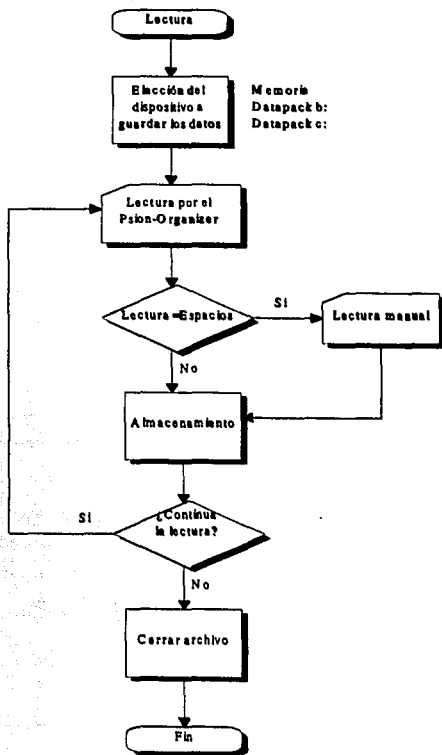 Lectura
Elección del
dispositivo a
guardar los datos
Memoria
Datapack b:
Datapack c:
Lectura por el
Psion-Organizer
Lectura=Espacios
Si
Lectura manual
No
Almacenamiento
¿Continua
la lectura?
Si
No
Cerrar archivo
Fin